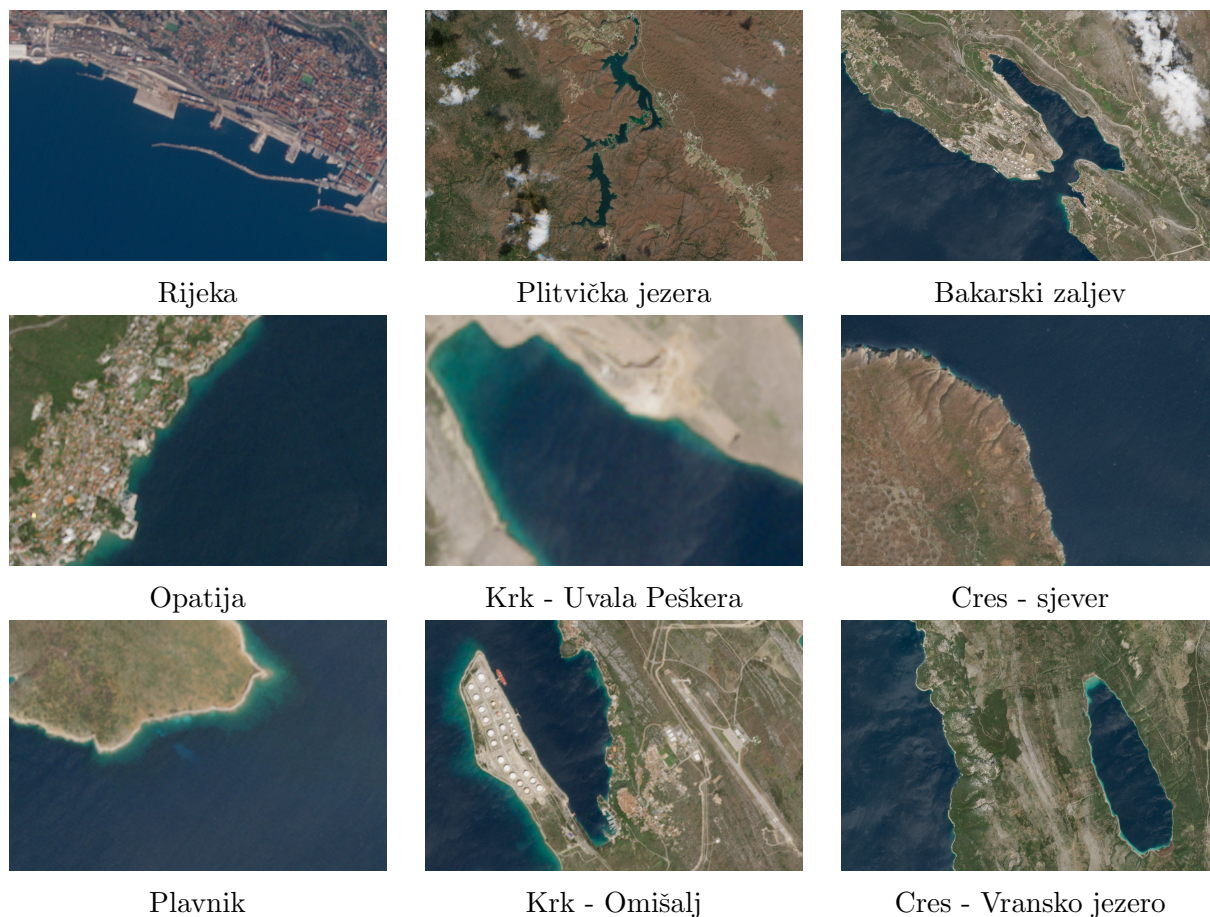 Rijeka
Plitvička jezera
Bakarski zaljev
Opatija
Krk - Uvala Peškera
Cres - sjever
Plavnik
Krk - Omišalj
Cres - Vransko jezero